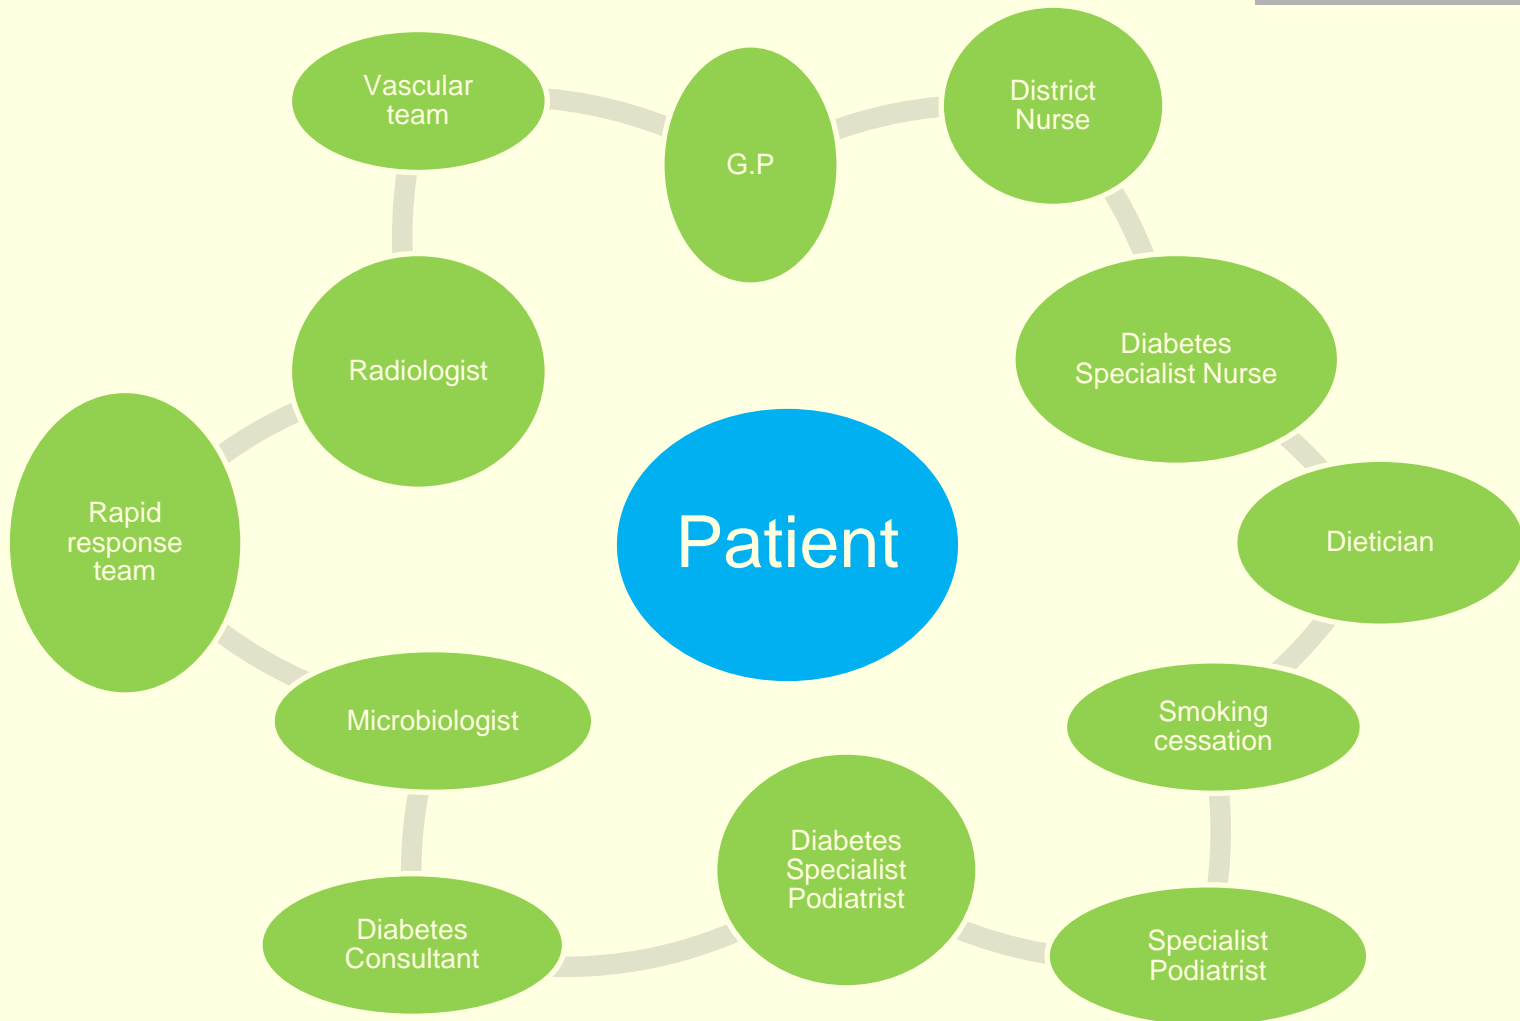 Vascular
team
G.P
District
Nurse
Radiologist
Diabetes
Specialist Nurse
Rapid
response
team
Patient
Dietician
Microbiologist
Smoking
cessation
Diabetes
Specialist
Podiatrist
Diabetes
Consultant
Specialist
Podiatrist